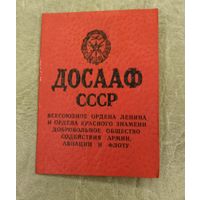 ДОСААФ
СССР
ВСЕСОЮЗНОЕ ОРДЕНА ЛЕНИНА
И ОРДЕНА КРАСНОГО ЗНАМЕНИ
ДОБРОВОЛЬНОЕ ОБЩЕСТВО
СОДЕЙСТВИЯ АРМИИ,
АВИАЦИИ И ФЛОТУ